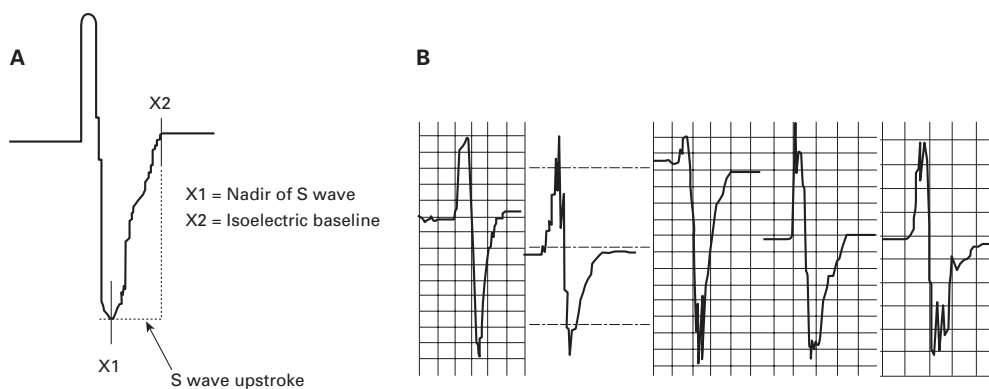 A
X2
X1 = Nadir of S wave
X2 = Isoelectric baseline
X1
S wave upstroke
B